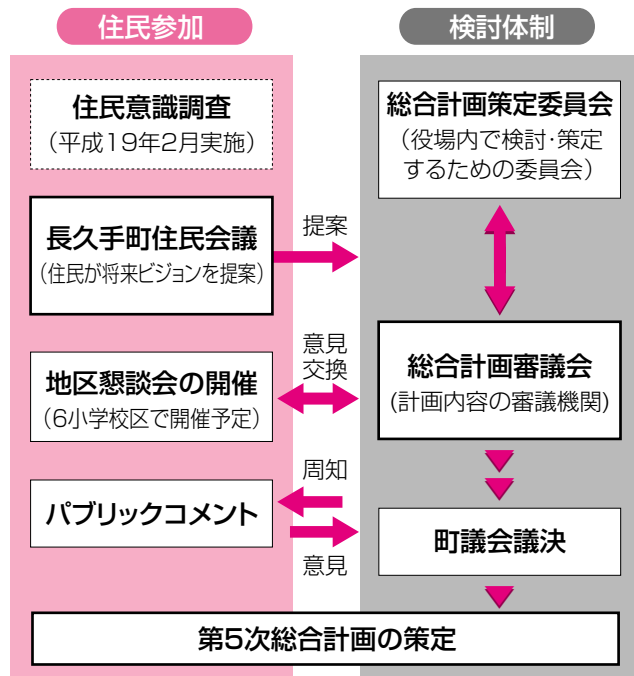 住民参加
検討体制
住民意識調査
（平成19年2月実施）
長久手町住民会議
（住民が将来ビジョンを提案）
地区懇談会の開催
（6小学校区で開催予定）
パブリックコメント
提案
意見
交換
周知
意見
総合計画策定委員会
（役場内で検討・策定
するための委員会）
総合計画審議会
(計画内容の審議機関)
町議会議決
第5次総合計画の策定